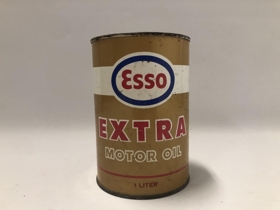 Esso
EXTRA
MOTOR OIL
1 LITER